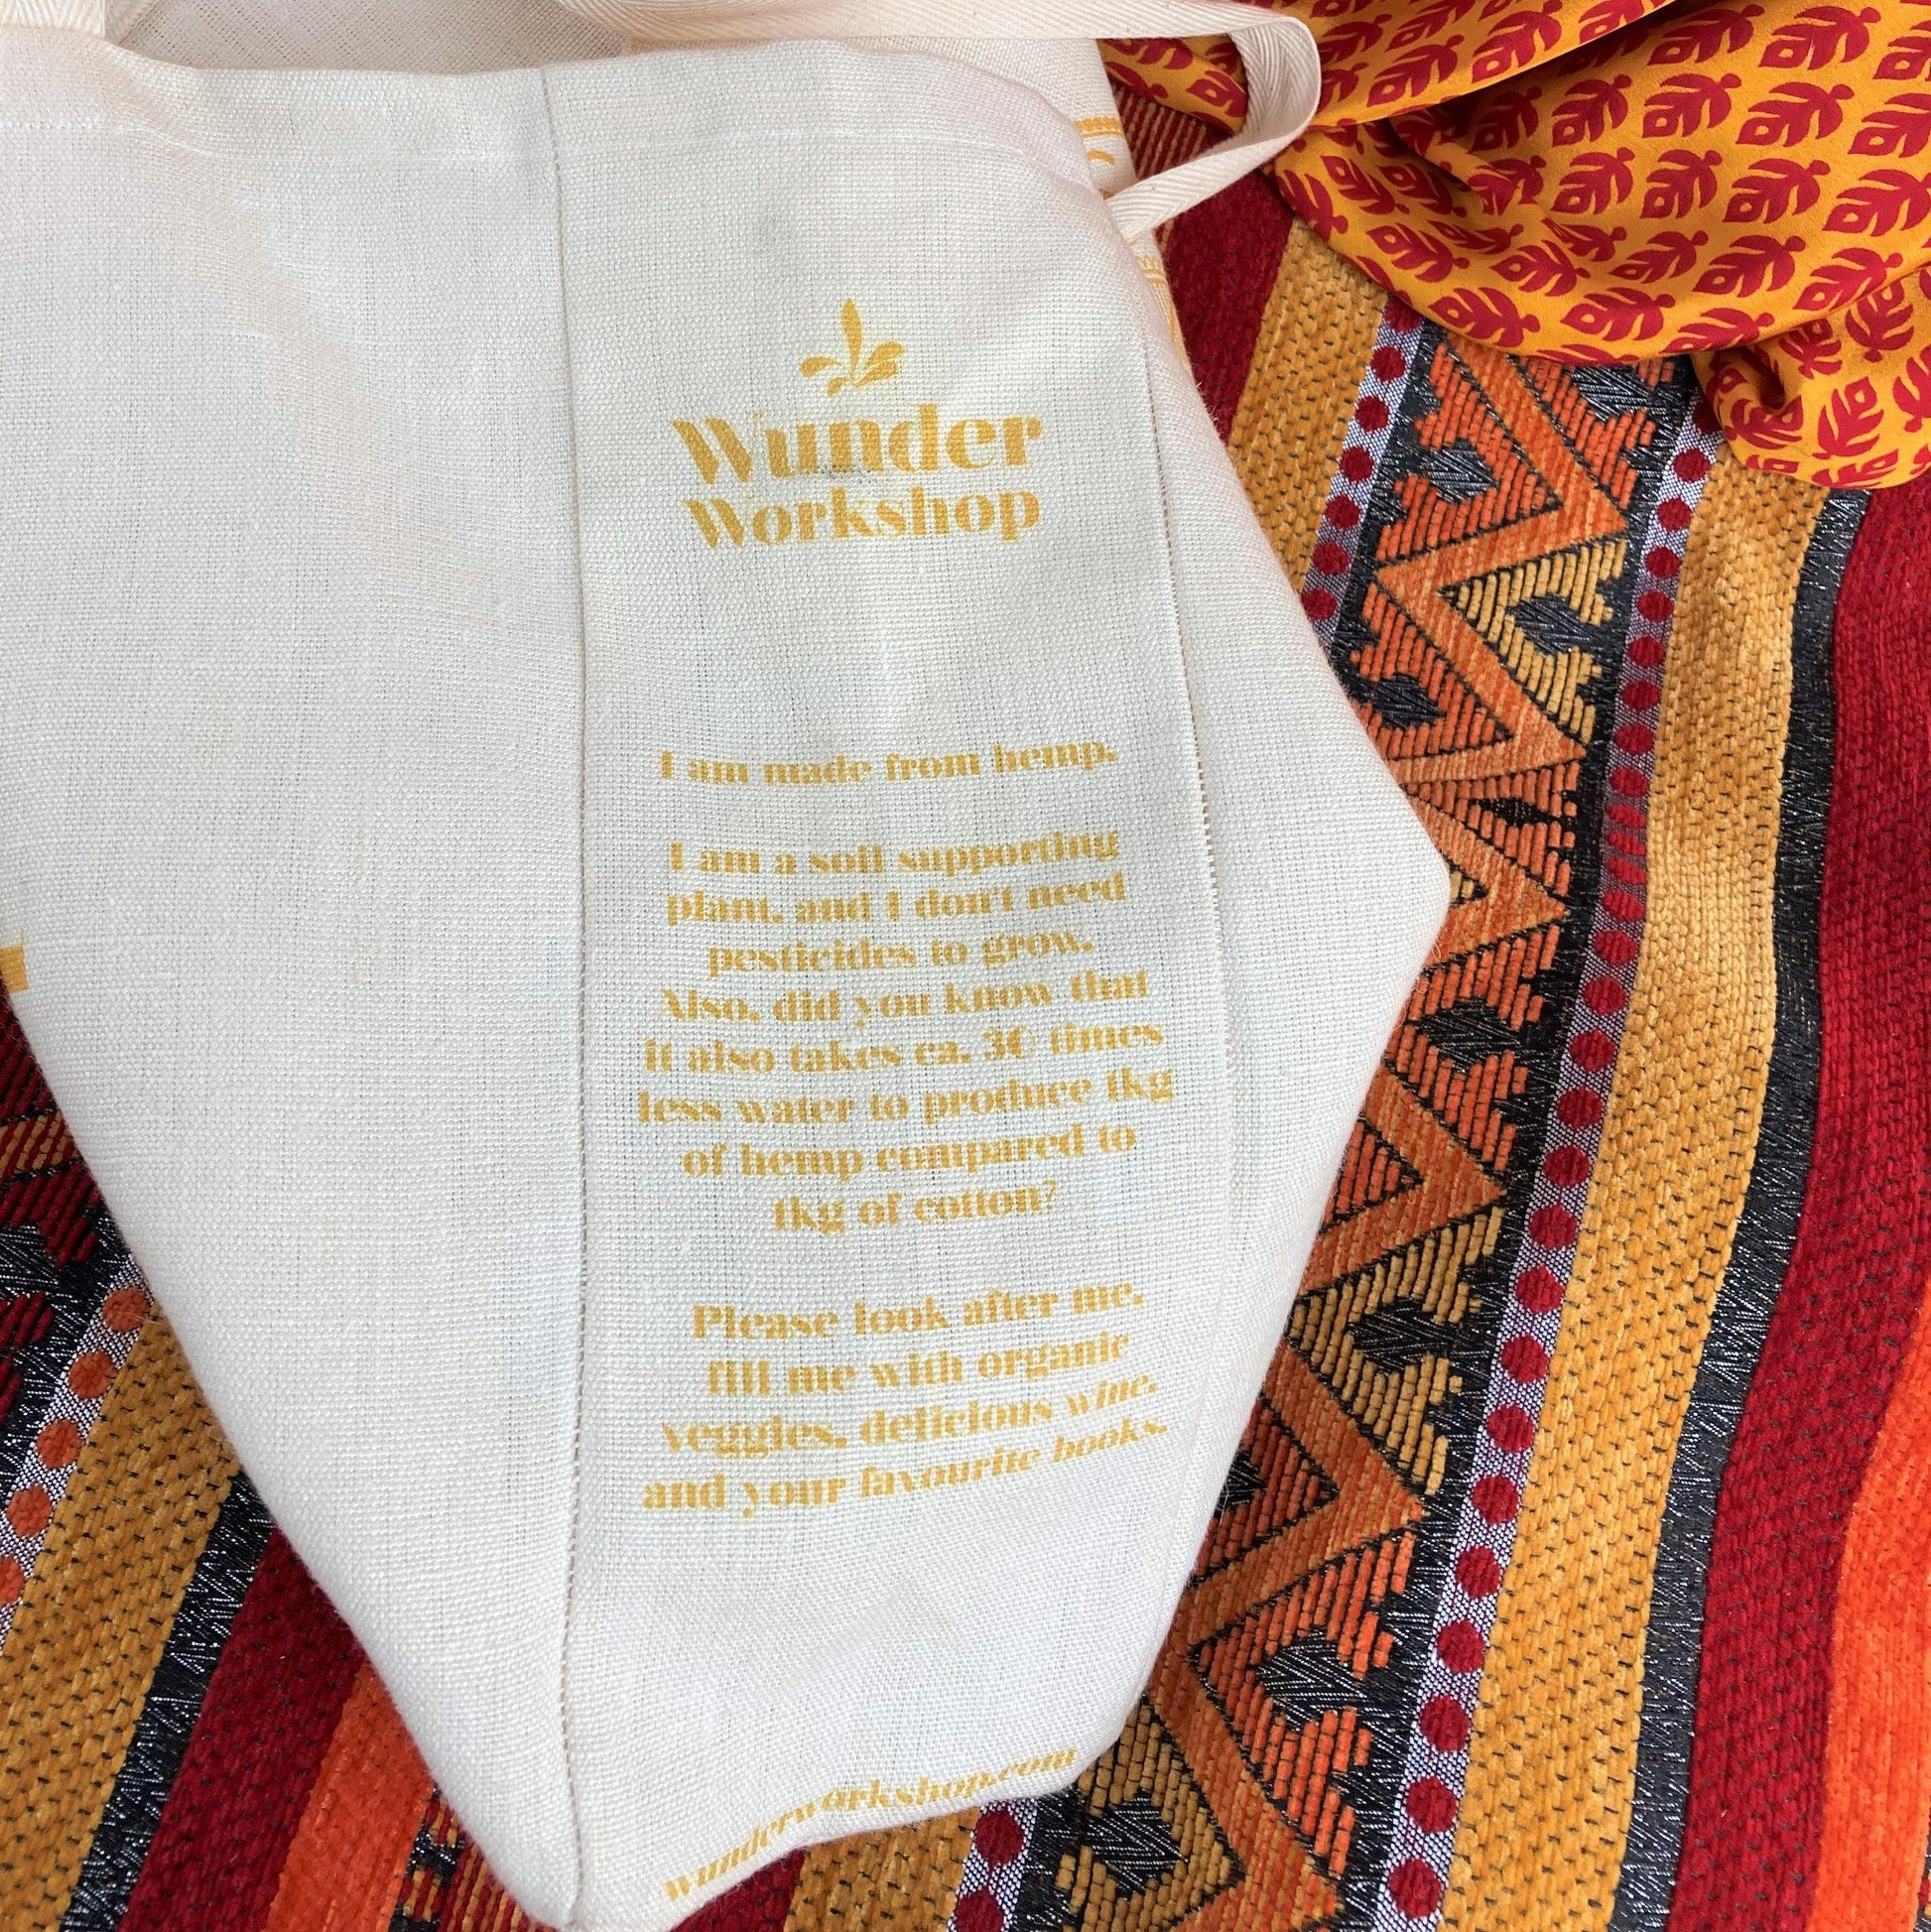 Wunder
Workshop
I am made from hemp.
I am a soil supporting
plant, and I don't need
pesticides to grow.
Also, did you know that
it also takes ca. 30 times
less water to produce 1kg
of hemp compared to
1kg of cotton?
Please look after me,
fill me with organic
veggies, delicious wine,
and your favourite books.
wunderworkshop.com